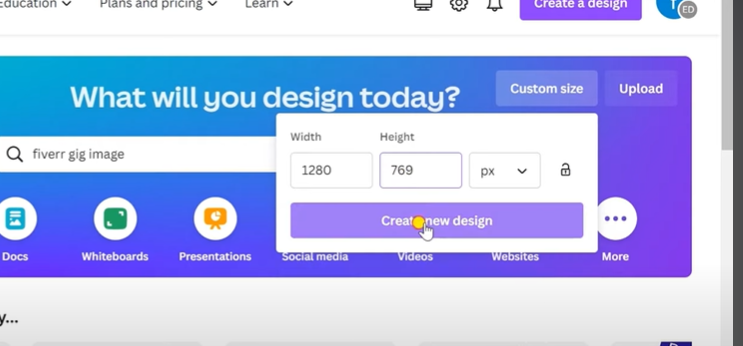 Education Plans and pricing Learn Create a design
ED
What will you design today? Custom size Upload
Width Height
fiverr gig image 1280 769 px
Create new design
Docs Whiteboards Presentations Social media Videos Websites More
y...